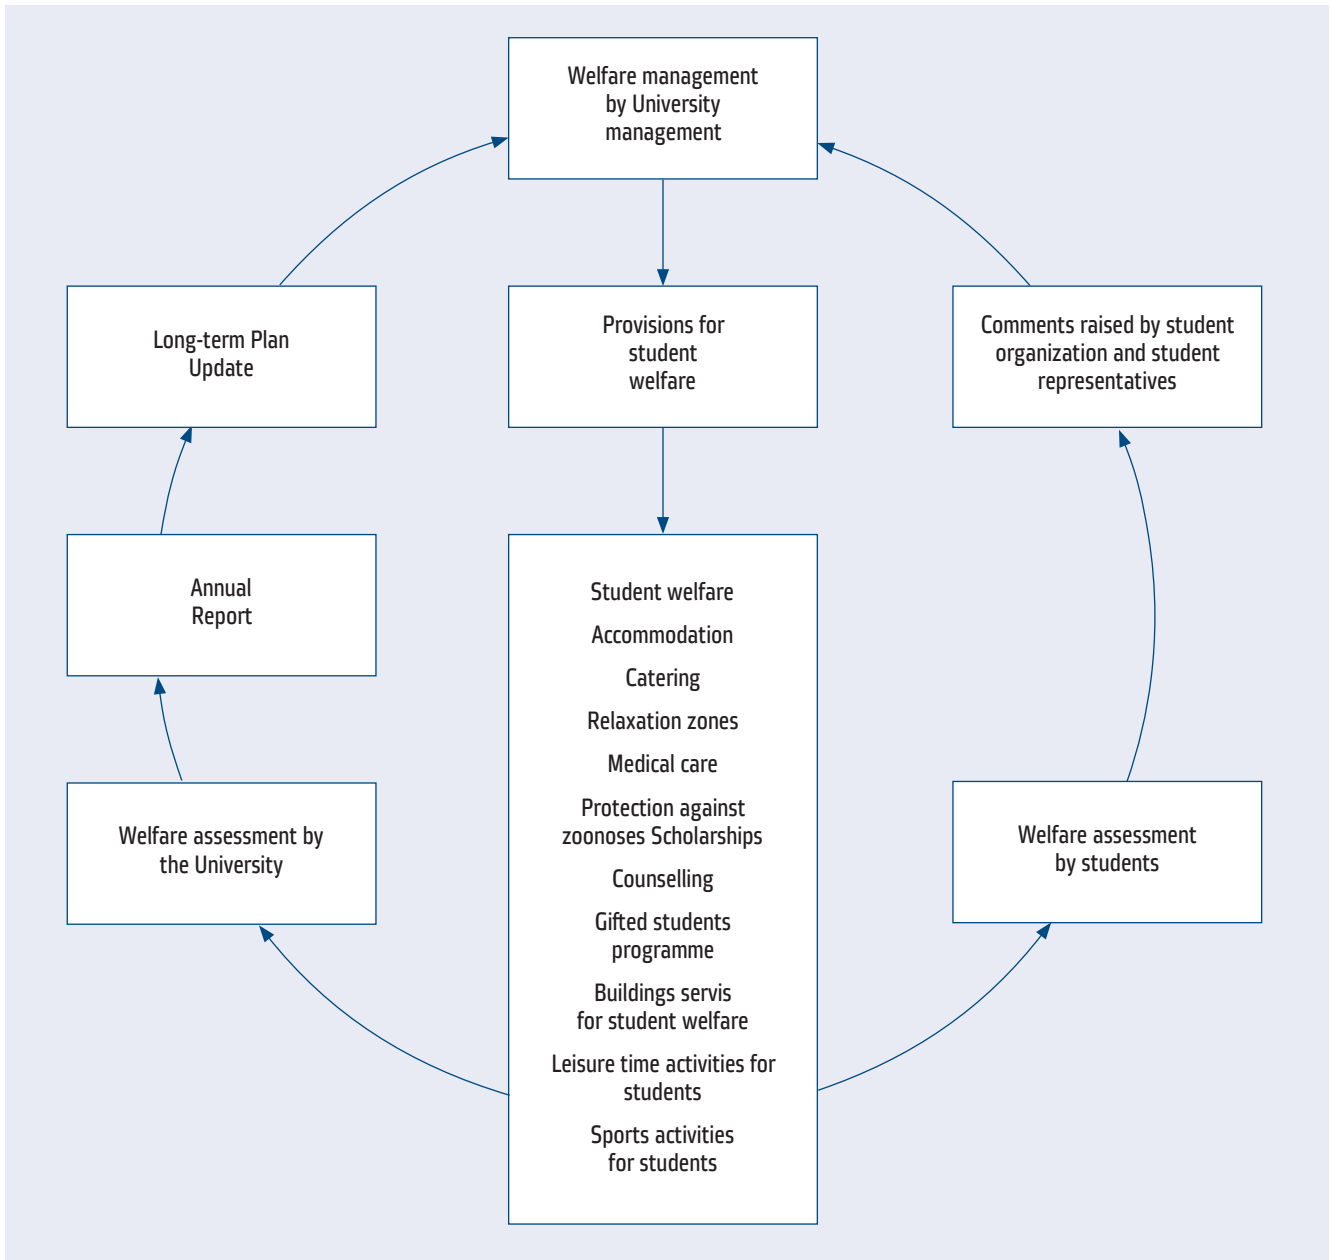 Welfare management
by University
management
Long-term Plan
Update
Provisions for
student
welfare
Comments raised by student
organization and student
representatives
Annual
Report
Student welfare
Accommodation
Catering
Relaxation zones
Medical care
Protection against
zoonoses Scholarships
Counselling
Gifted students
programme
Buildings servis
for student welfare
Leisure time activities for
students
Sports activities
for students
Welfare assessment by
the University
Welfare assessment
by students